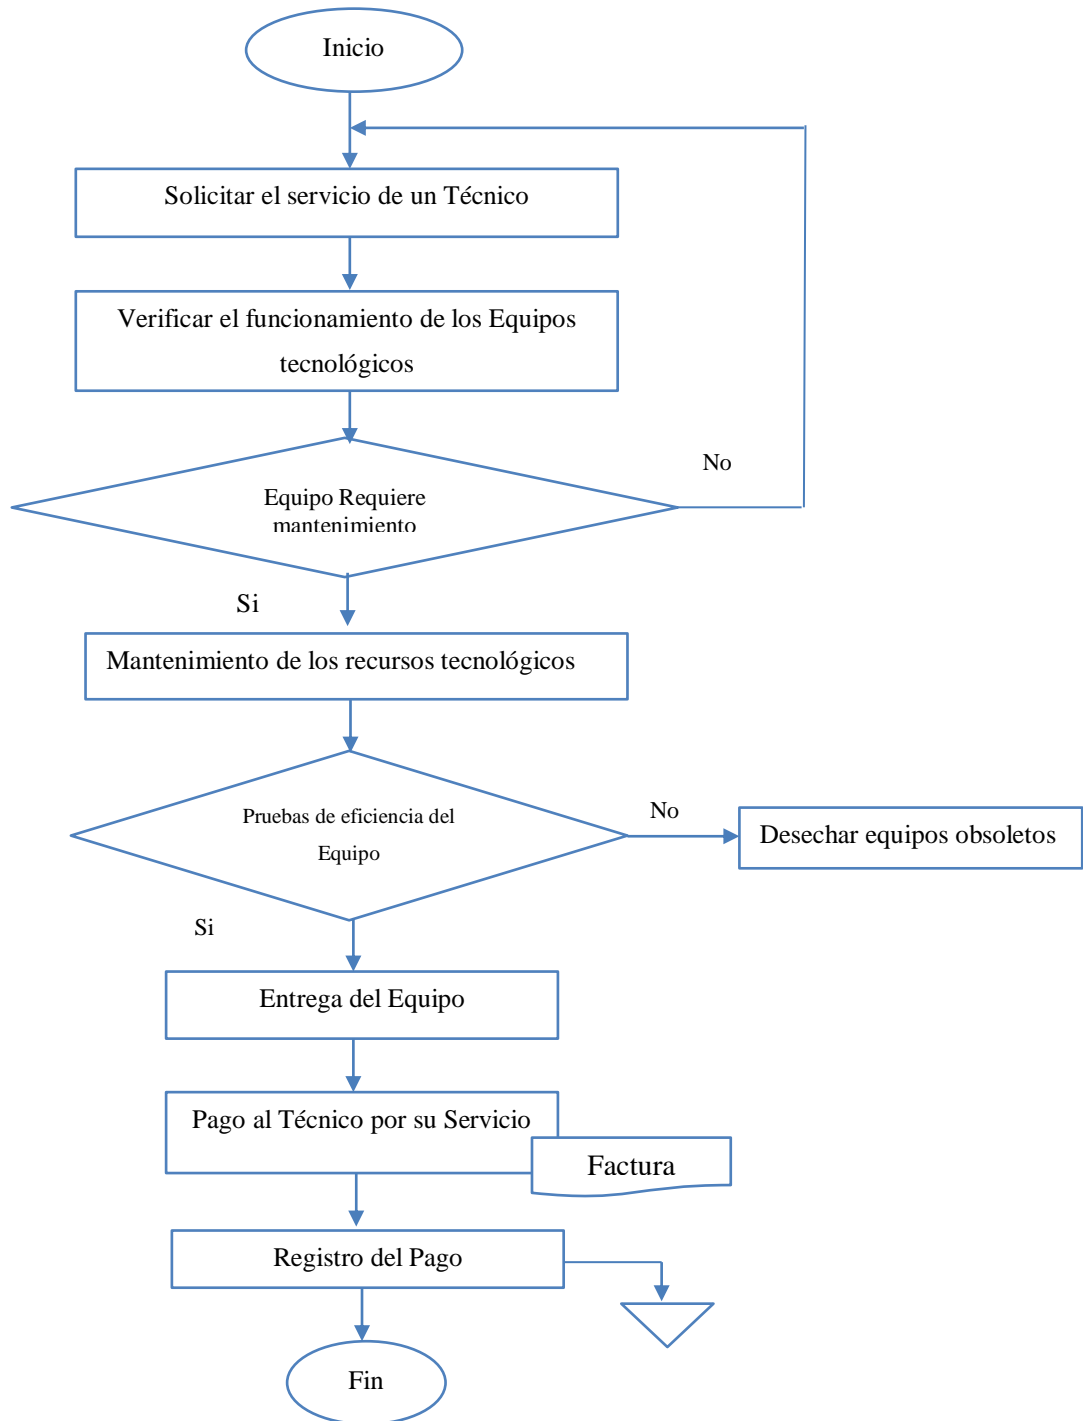 Inicio
Solicitar el servicio de un Técnico
Verificar el funcionamiento de los Equipos
tecnológicos
No
Equipo Requiere
mantenimiento
Si
Mantenimiento de los recursos tecnológicos
Pruebas de eficiencia del
Equipo
No
Desechar equipos obsoletos
Si
Entrega del Equipo
Pago al Técnico por su Servicio
Factura
Registro del Pago
Fin